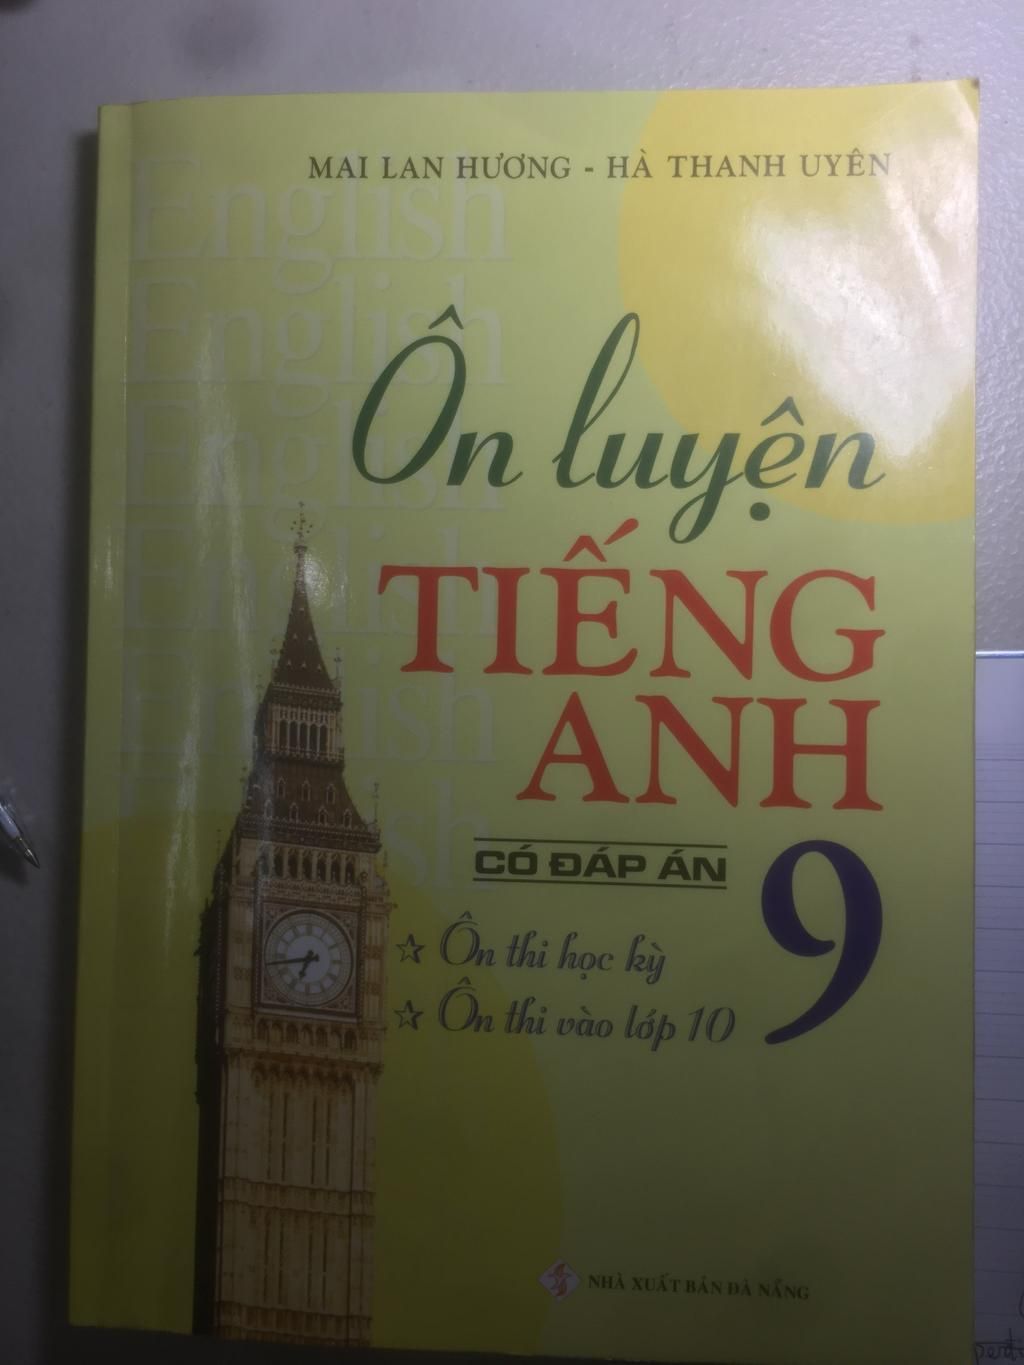 MAI LAN HƯƠNG - HÀ THANH UYÊN
English
English
English
English
English
English
Ôn luyện
TIẾNG
ANH
CÓ ĐÁP ÁN
9
☆ Ôn thi học kỳ
☆ Ôn thi vào lớp 10
NHÀ XUẤT BẢN ĐÀ NẴNG